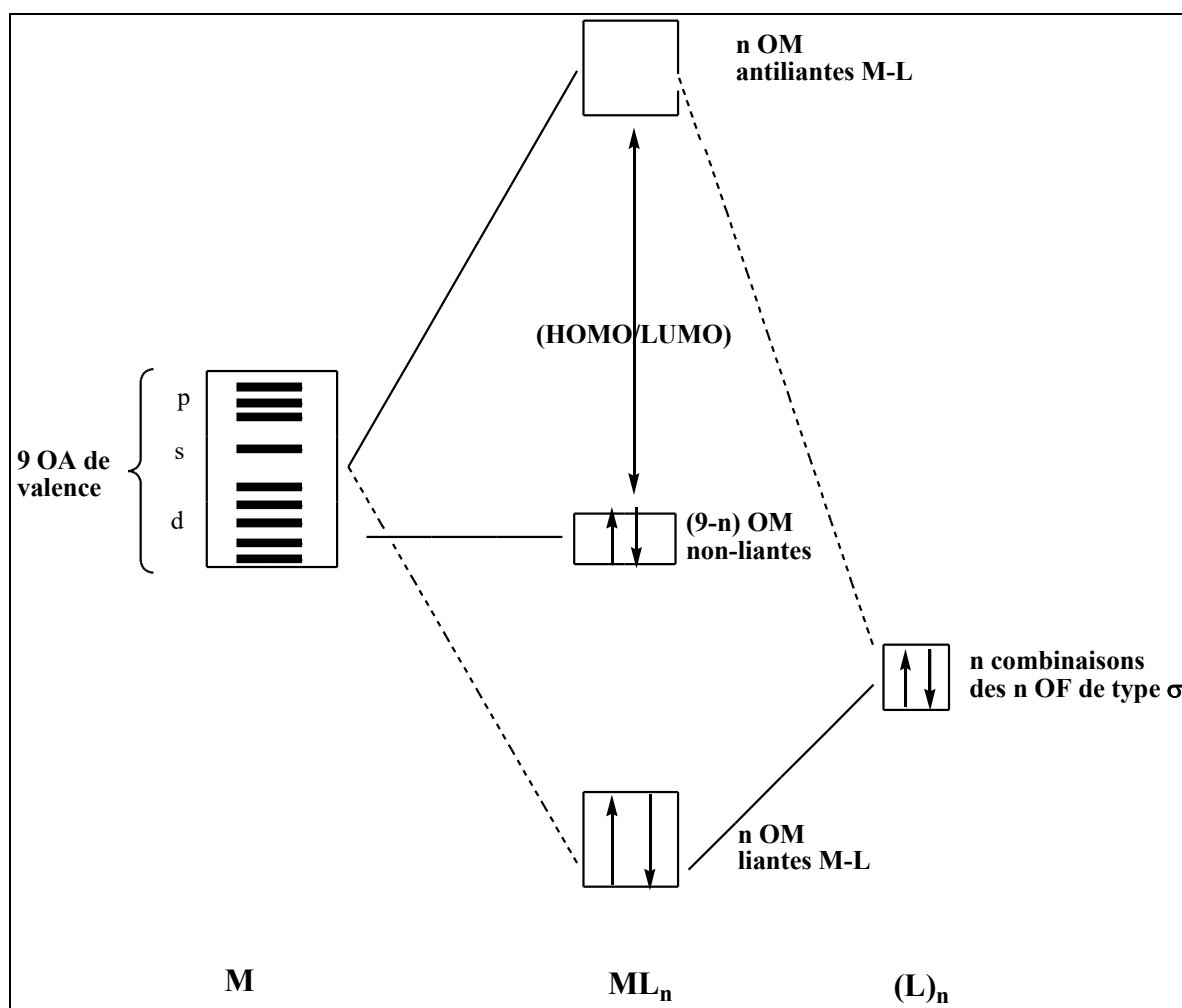 n OM
antiliantes M-L
(HOMO/LUMO)
p
s
d
9 OA de
valence
(9-n) OM
non-liantes
n combinaisons
des n OF de type σ
n OM
liantes M-L
M
MLn
(L)n